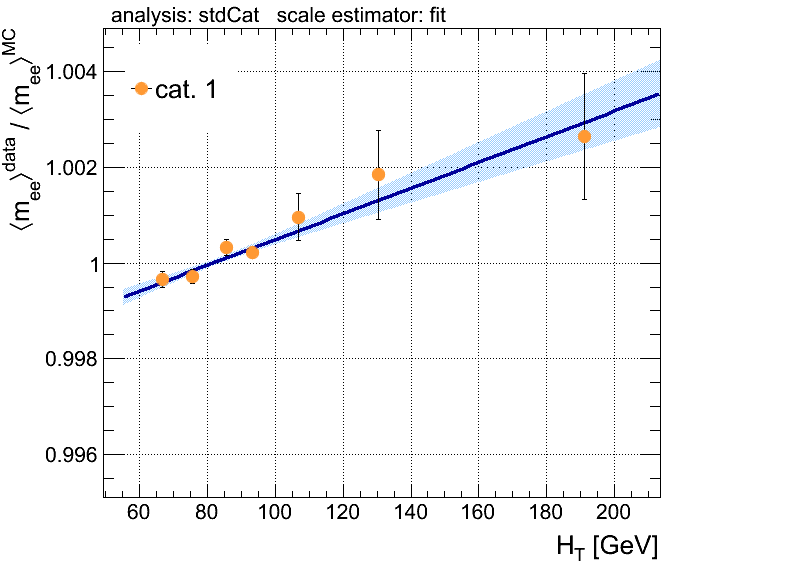 analysis: stdCat   scale estimator: fit
⟨m_ee⟩^data / ⟨m_ee⟩^MC
1.004
cat. 1
1.002
1
0.998
0.996
60 80 100 120 140 160 180 200
H_T [GeV]